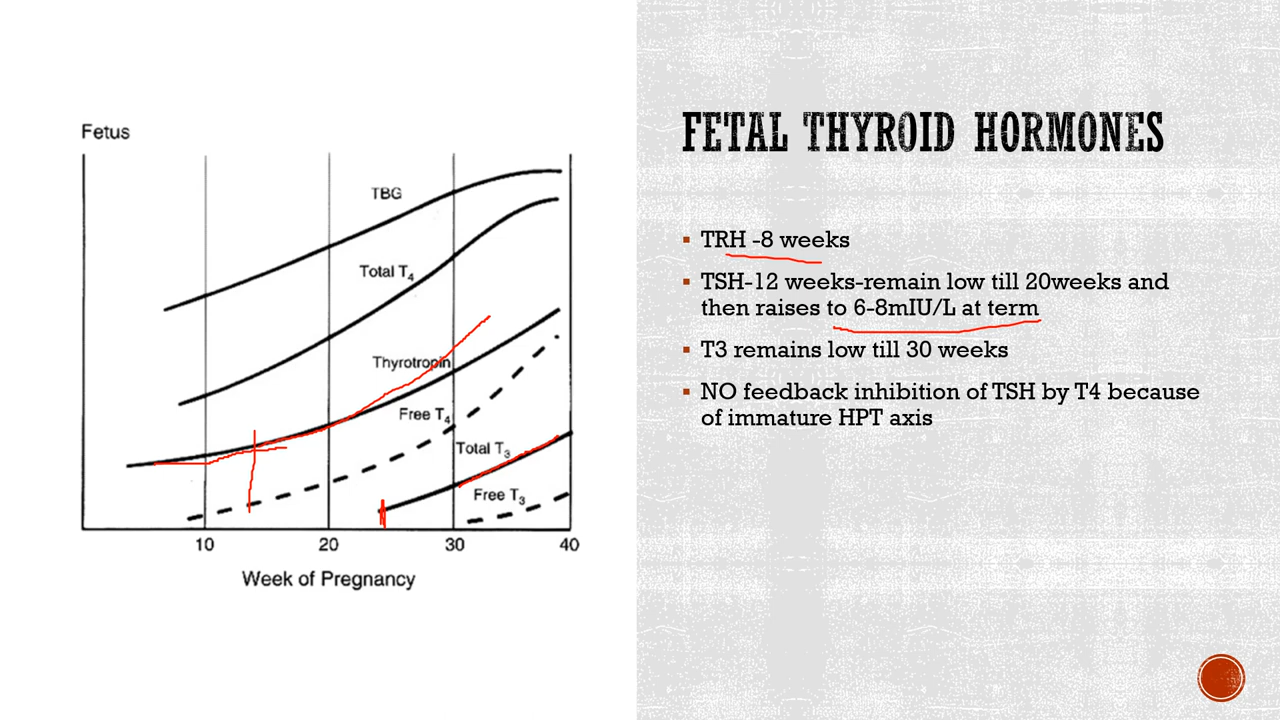 Fetus
TBG
Total T4
Thyrotropin
Free T4
Total T3
Free T3
10 20 30 40
Week of Pregnancy
FETAL THYROID HORMONES
TRH -8 weeks
TSH-12 weeks-remain low till 20weeks and
then raises to 6-8mIU/L at term
T3 remains low till 30 weeks
NO feedback inhibition of TSH by T4 because
of immature HPT axis